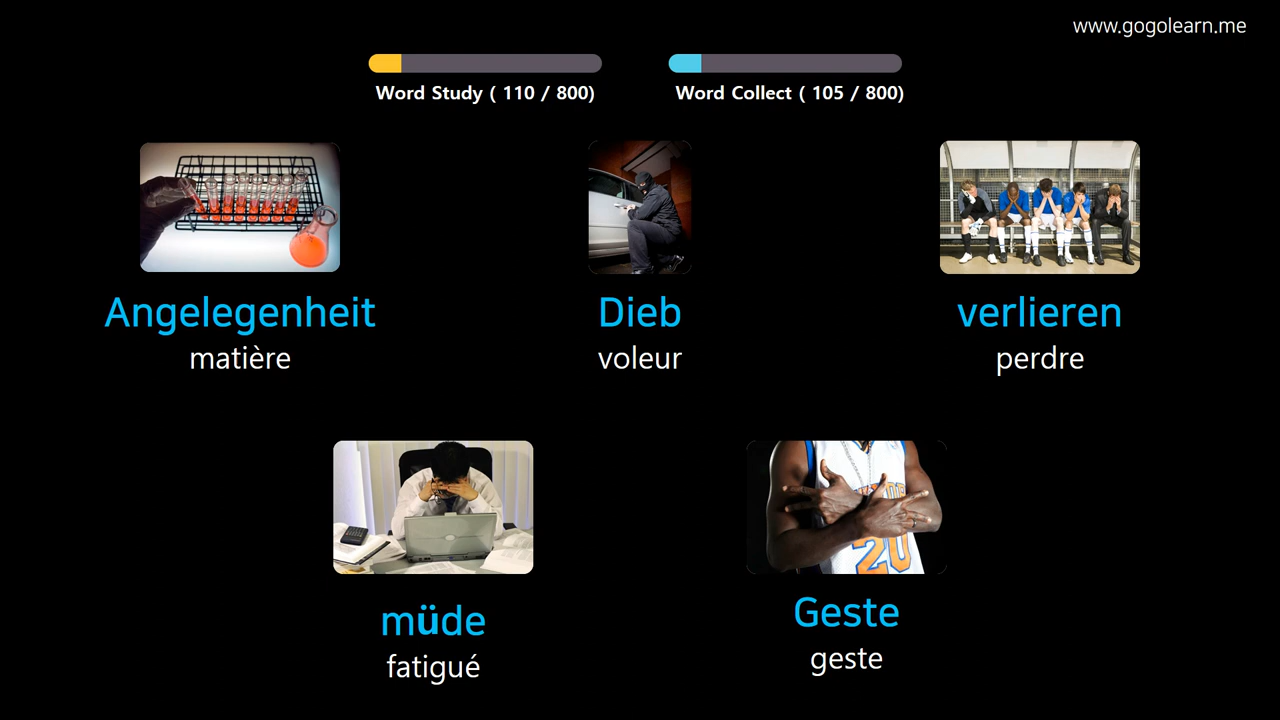 www.gogolearn.me
Word Study ( 110 / 800)
Word Collect ( 105 / 800)
Angelegenheit
matière
Dieb
voleur
verlieren
perdre
20
müde
fatigué
Geste
geste